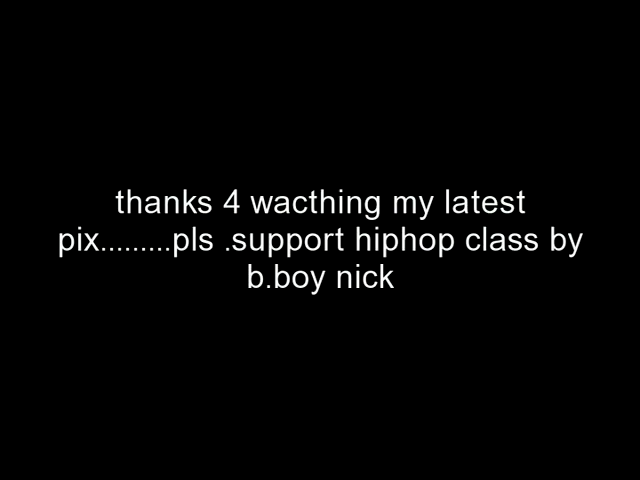 thanks 4 wacthing my latest
pix.........pls .support hiphop class by
b.boy nick